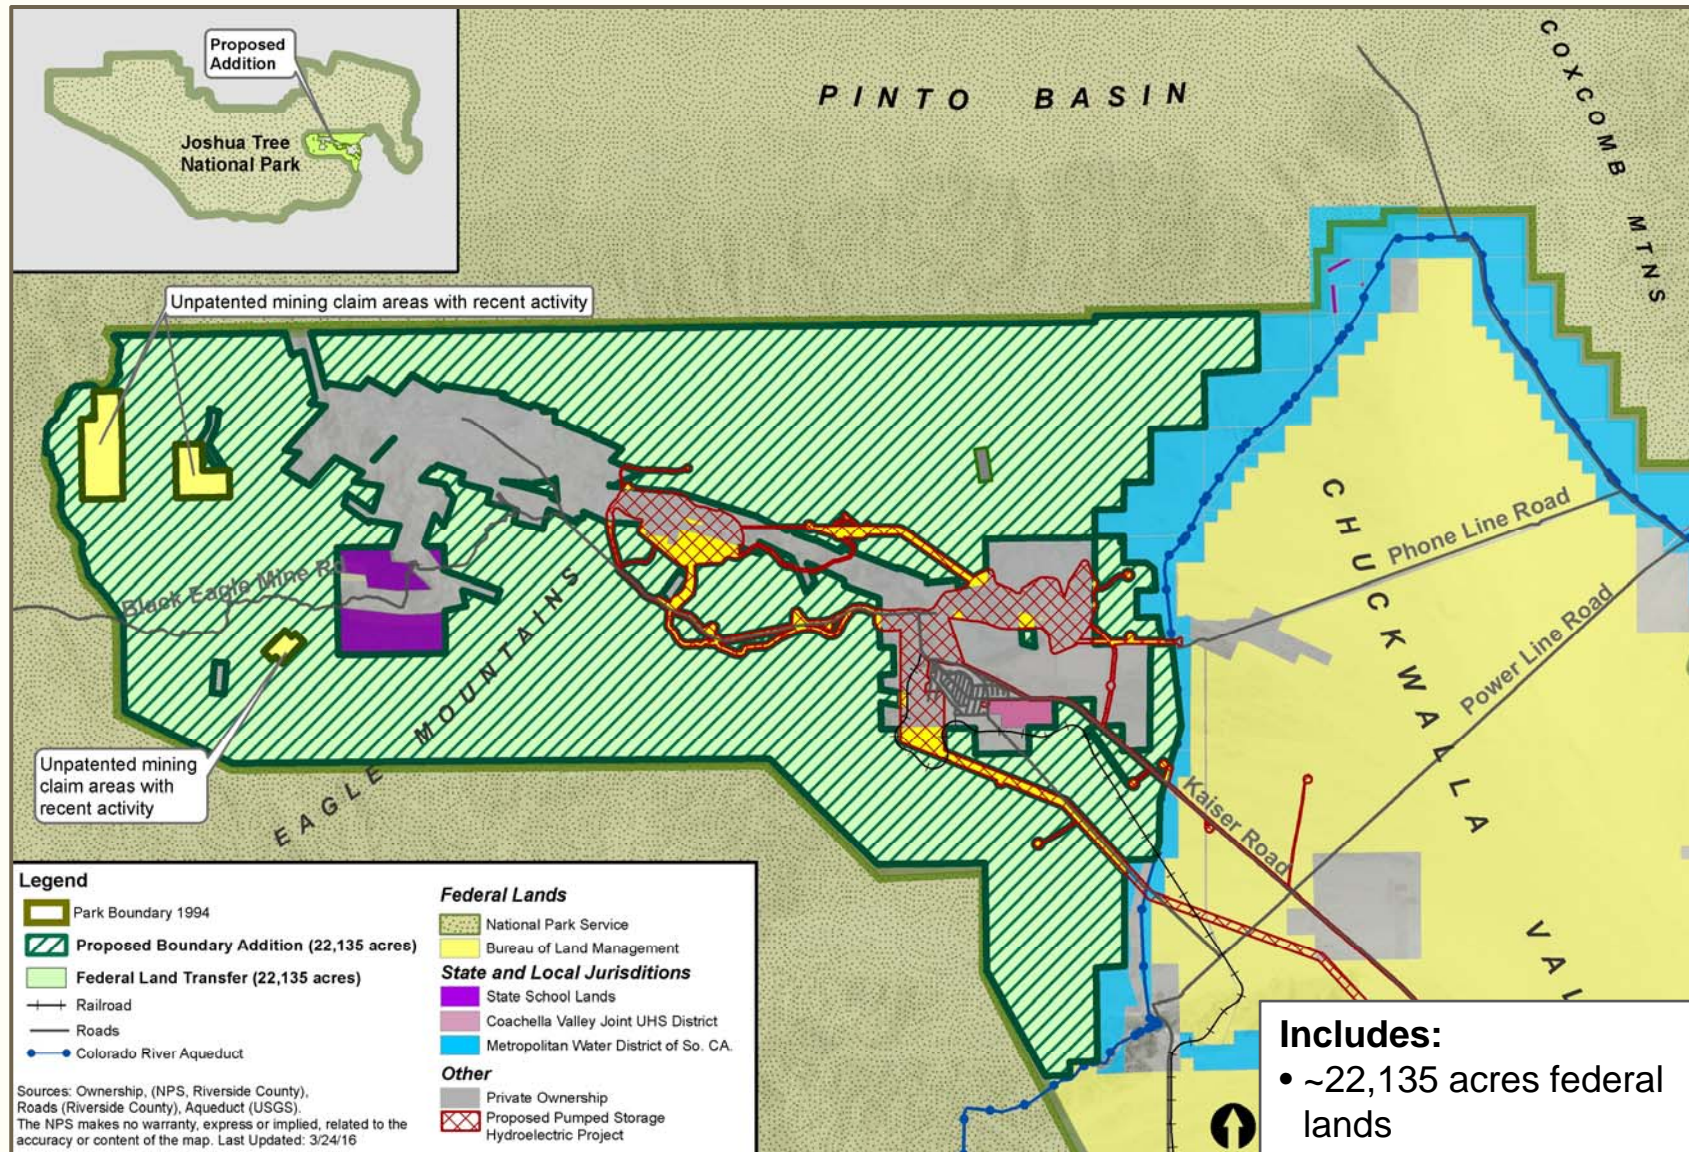 Proposed
Addition
Joshua Tree
National Park
PINTO BASIN
COXCOMB MTNS
Unpatented mining claim areas with recent activity
Black Eagle Mine Rd
EAGLE MOUNTAINS
Unpatented mining
claim areas with
recent activity
CHUCKWALLA VAL
Phone Line Road
Power Line Road
Kaiser Road
Legend
Park Boundary 1994
Proposed Boundary Addition (22,135 acres)
Federal Land Transfer (22,135 acres)
Railroad
Roads
Colorado River Aqueduct
Sources: Ownership, (NPS, Riverside County),
Roads (Riverside County), Aqueduct (USGS).
The NPS makes no warranty, express or implied, related to the
accuracy or content of the map. Last Updated: 3/24/16
Federal Lands
National Park Service
Bureau of Land Management
State and Local Jurisditions
State School Lands
Coachella Valley Joint UHS District
Metropolitan Water District of So. CA.
Other
Private Ownership
Proposed Pumped Storage
Hydroelectric Project
Includes:
• ~22,135 acres federal
lands